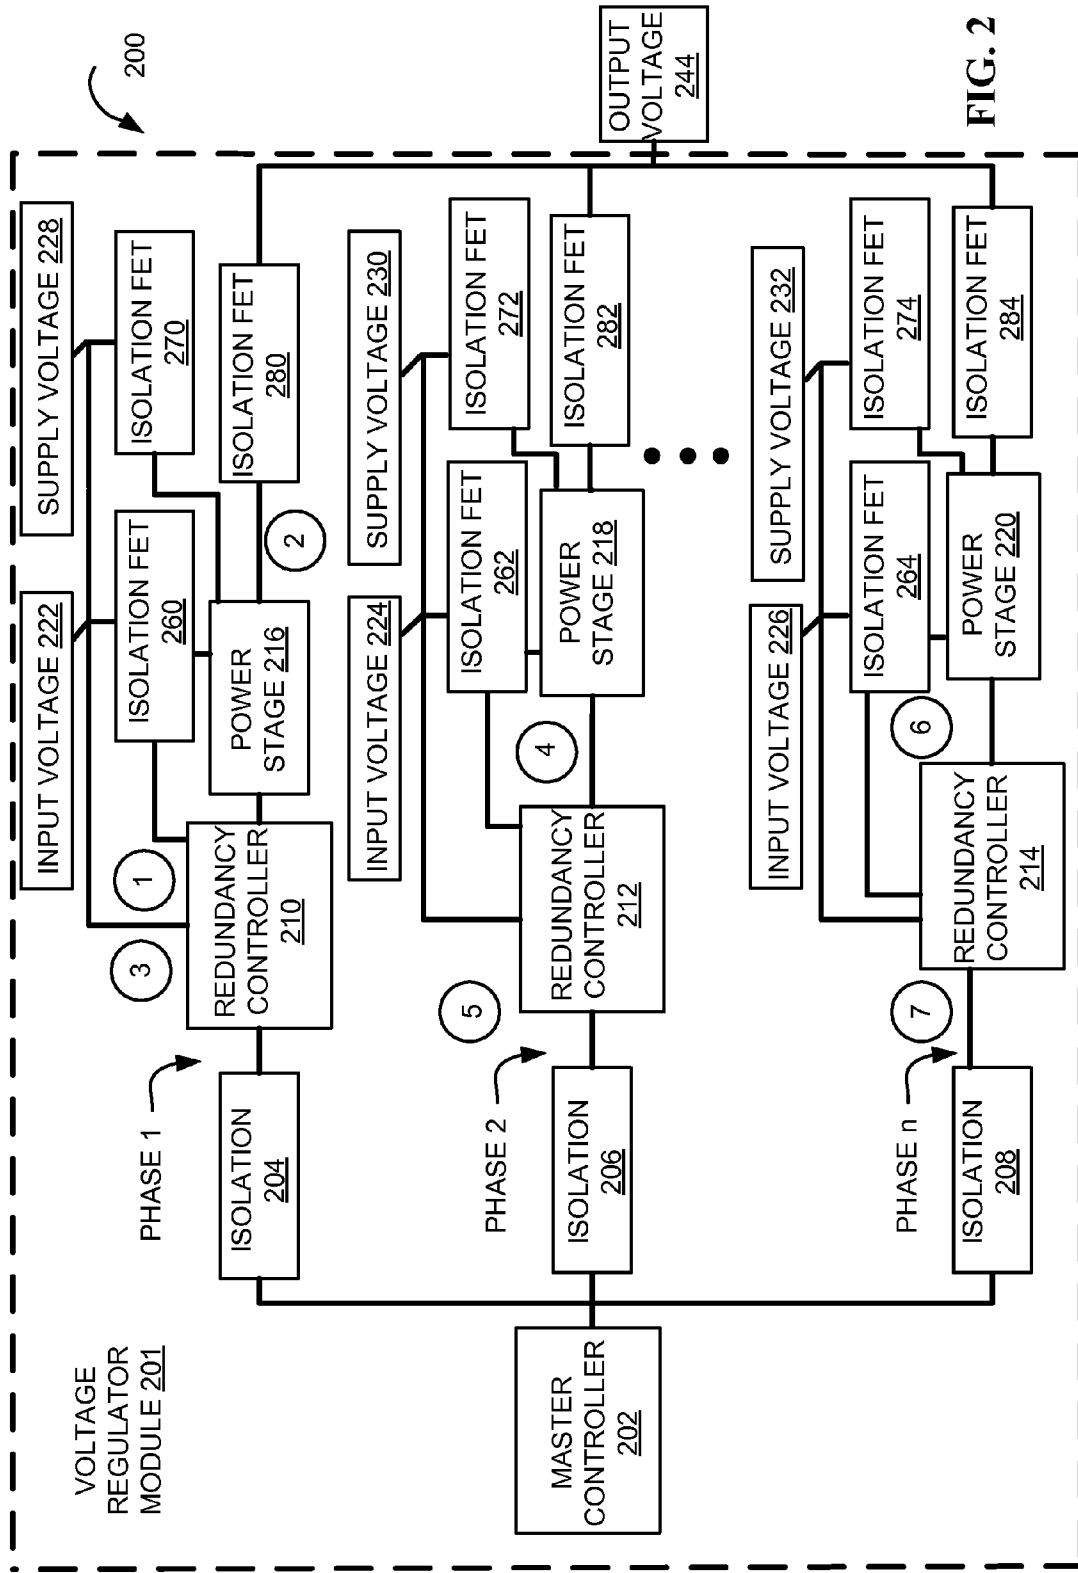 200
VOLTAGE
REGULATOR
MODULE 201
INPUT VOLTAGE 222
SUPPLY VOLTAGE 228
PHASE 1
3
1
ISOLATION FET
260
ISOLATION FET
270
ISOLATION
204
REDUNDANCY
CONTROLLER
210
POWER
STAGE 216
2
ISOLATION FET
280
INPUT VOLTAGE 224
SUPPLY VOLTAGE 230
PHASE 2
5
4
ISOLATION FET
262
ISOLATION FET
272
MASTER
CONTROLLER
202
ISOLATION
206
REDUNDANCY
CONTROLLER
212
POWER
STAGE 218
ISOLATION FET
282
OUTPUT
VOLTAGE
244
INPUT VOLTAGE 226
SUPPLY VOLTAGE 232
PHASE n
7
6
ISOLATION FET
264
ISOLATION FET
274
ISOLATION
208
REDUNDANCY
CONTROLLER
214
POWER
STAGE 220
ISOLATION FET
284
FIG. 2